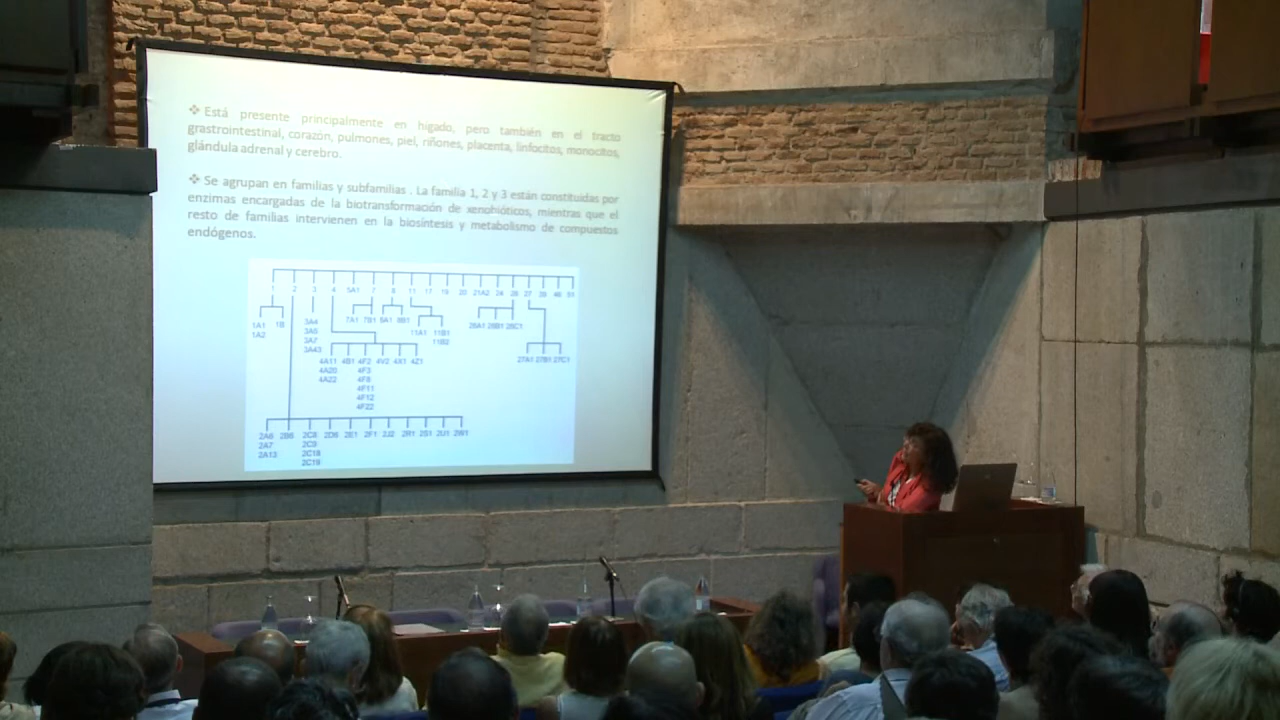 ❖ Está presente principalmente en hígado, pero también en el tracto
grastrointestinal, corazón, pulmones, piel, riñones, placenta, linfocitos, monocitos,
glándula adrenal y cerebro.
❖ Se agrupan en familias y subfamilias . La familia 1, 2 y 3 están constituidas por
enzimas encargadas de la biotransformación de xenobióticos, mientras que el
resto de familias intervienen en la biosíntesis y metabolismo de compuestos
endógenos.
1 2 3 4 5A1 7 8 11 17 19 20 21A2 24 26 27 39 46 51
1A1 1B
1A2
3A4
3A5
3A7
3A43
7A1 7B1 8A1 8B1
11A1 11B1
11B2
26A1 26B1 26C1
27A1 27B1 27C1
4A11 4B1 4F2 4V2 4X1 4Z1
4A20 4F3
4A22 4F8
4F11
4F12
4F22
2A6 2B6 2C8 2D6 2E1 2F1 2J2 2R1 2S1 2U1 2W1
2A7 2C9
2A13 2C18
2C19